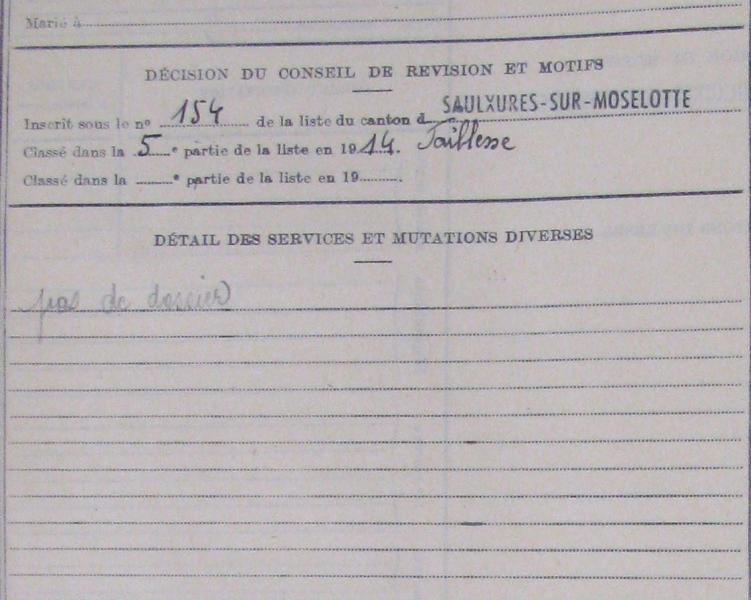 Marié à
DÉCISION DU CONSEIL DE REVISION ET MOTIFS
Inscrit sous le nº 154 de la liste du canton d SAULXURES-SUR-MOSELOTTE
Classé dans la 5e partie de la liste en 1914. Faiblesse
Classé dans la e partie de la liste en 19 .
DÉTAIL DES SERVICES ET MUTATIONS DIVERSES
pas de dossier